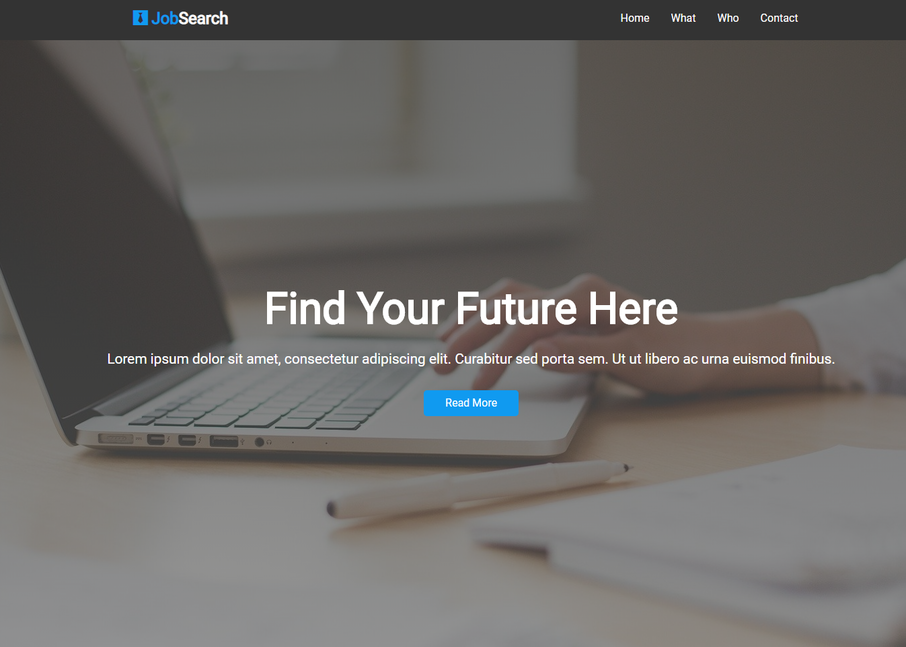 JobSearch
Home What Who Contact
Find Your Future Here
Lorem ipsum dolor sit amet, consectetur adipiscing elit. Curabitur sed porta sem. Ut ut libero ac urna euismod finibus.
Read More